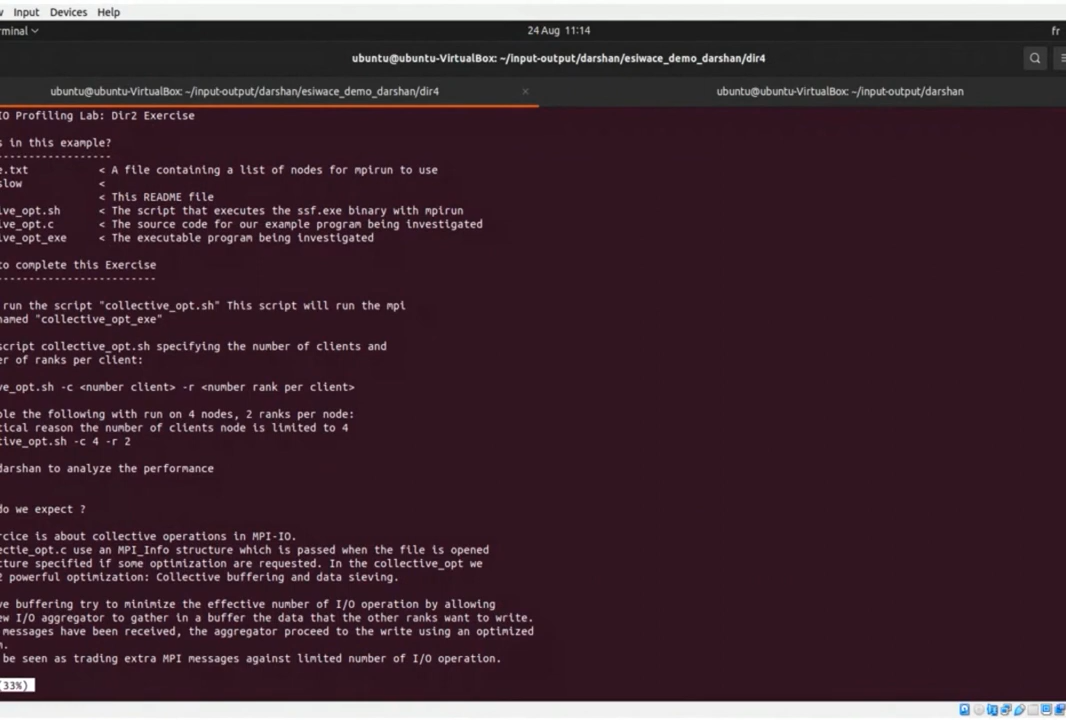 Input Devices Help
24 Aug 11:14
fr
ubuntu@ubuntu-VirtualBox: ~/input-output/darshan/esiwace_demo_darshan/dir4
ubuntu@ubuntu-VirtualBox: ~/input-output/darshan/esiwace_demo_darshan/dir4 × ubuntu@ubuntu-VirtualBox: ~/input-output/darshan
IO Profiling Lab: Dir2 Exercise
s in this example?
------------------
e.txt < A file containing a list of nodes for mpirun to use
slow <
< This README file
ive_opt.sh < The script that executes the ssf.exe binary with mpirun
ive_opt.c < The source code for our example program being investigated
ive_opt_exe < The executable program being investigated
to complete this Exercise
-------------------------
run the script "collective_opt.sh" This script will run the mpi
named "collective_opt_exe"
script collective_opt.sh specifying the number of clients and
er of ranks per client:
ve_opt.sh -c <number client> -r <number rank per client>
ple the following with run on 4 nodes, 2 ranks per node:
tical reason the number of clients node is limited to 4
tive_opt.sh -c 4 -r 2
darshan to analyze the performance
do we expect ?
rcice is about collective operations in MPI-IO.
ectie_opt.c use an MPI_Info structure which is passed when the file is opened
cture specified if some optimization are requested. In the collective_opt we
2 powerful optimization: Collective buffering and data sieving.
ve buffering try to minimize the effective number of I/O operation by allowing
ew I/O aggregator to gather in a buffer the data that the other ranks want to write.
messages have been received, the aggregator proceed to the write using an optimized
be seen as trading extra MPI messages against limited number of I/O operation.
(33%)